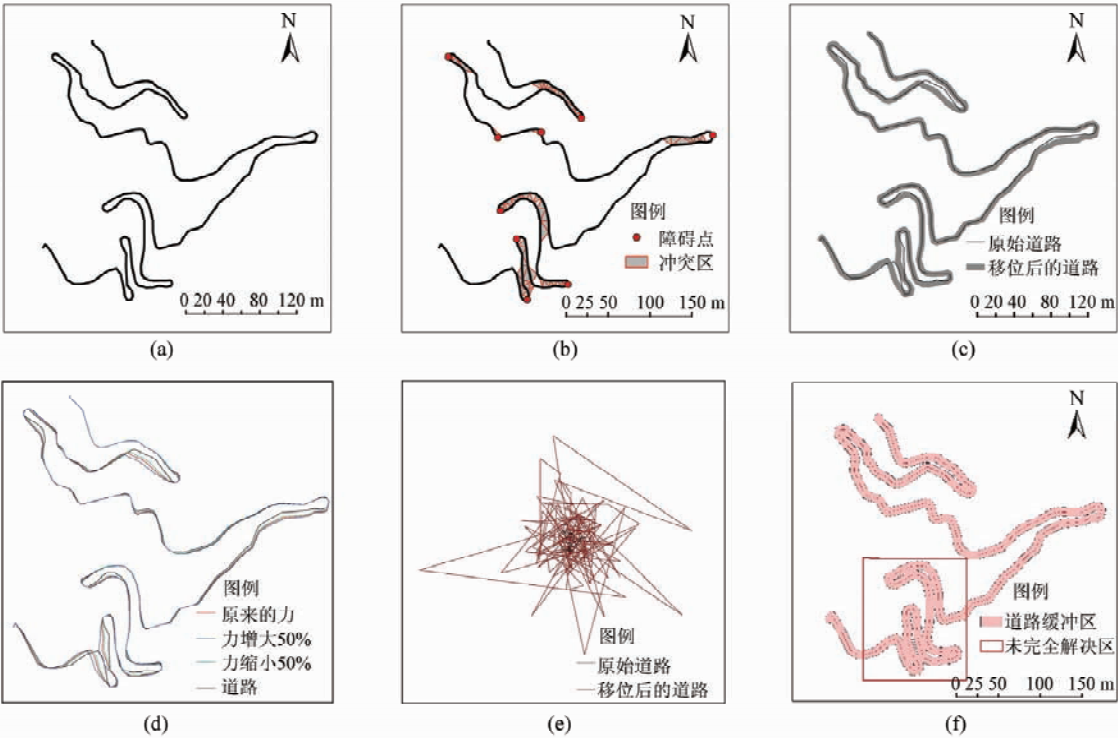 N
0 20 40 80 120 m
(a)
N
图例
障碍点
冲突区
0 25 50 100 150 m
(b)
N
图例
原始道路
移位后的道路
0 20 40 80 120 m
(c)
图例
原来的力
力增大50%
力缩小50%
道路
(d)
图例
原始道路
移位后的道路
(e)
N
图例
道路缓冲区
未完全解决区
0 25 50 100 150 m
(f)